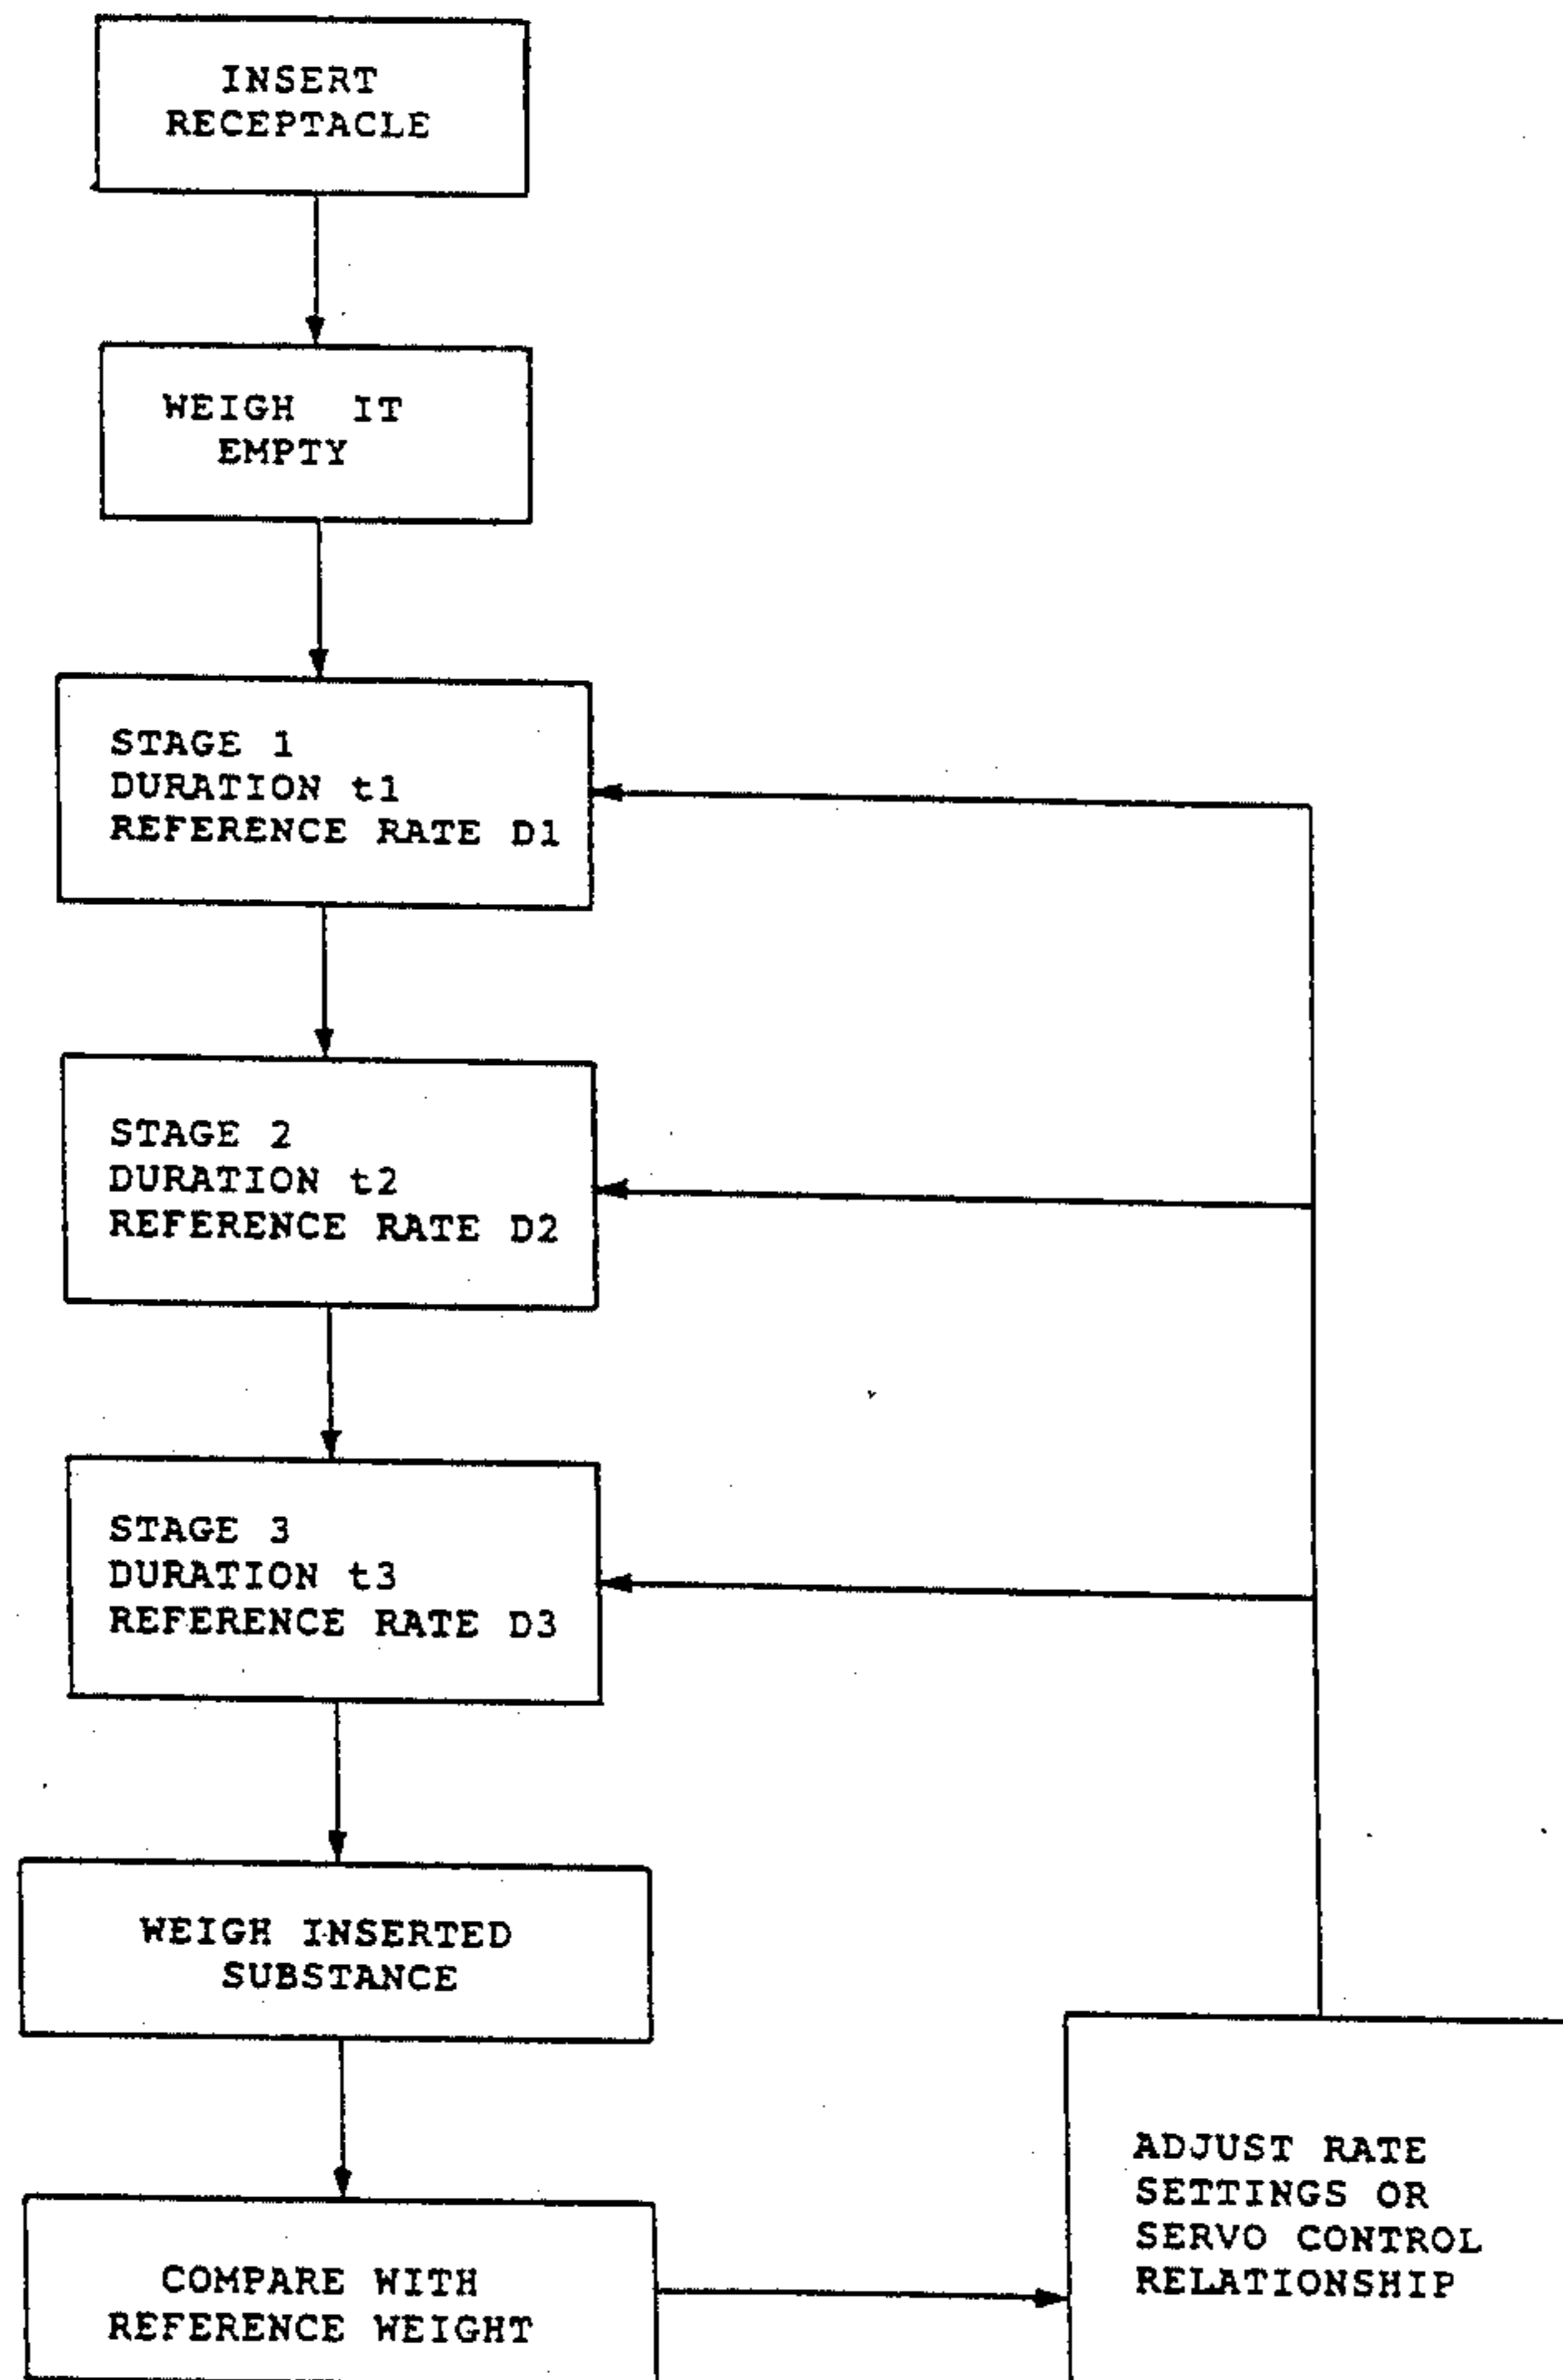 INSERT
RECEPTACLE
WEIGH IT
EMPTY
STAGE 1
DURATION t1
REFERENCE RATE D1
STAGE 2
DURATION t2
REFERENCE RATE D2
STAGE 3
DURATION t3
REFERENCE RATE D3
WEIGH INSERTED
SUBSTANCE
COMPARE WITH
REFERENCE WEIGHT
ADJUST RATE
SETTINGS OR
SERVO CONTROL
RELATIONSHIP